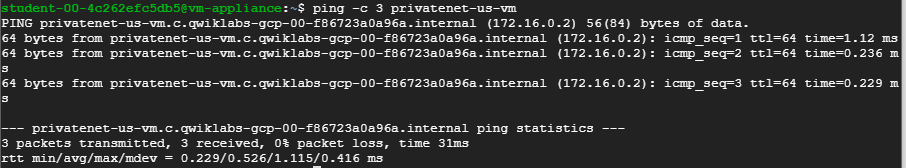 student-00-4c262efc5db5@vm-appliance:~$ ping -c 3 privatenet-us-vm
PING privatenet-us-vm.c.qwiklabs-gcp-00-f86723a0a96a.internal (172.16.0.2) 56(84) bytes of data.
64 bytes from privatenet-us-vm.c.qwiklabs-gcp-00-f86723a0a96a.internal (172.16.0.2): icmp_seq=1 ttl=64 time=1.12 ms
64 bytes from privatenet-us-vm.c.qwiklabs-gcp-00-f86723a0a96a.internal (172.16.0.2): icmp_seq=2 ttl=64 time=0.236 m
s
64 bytes from privatenet-us-vm.c.qwiklabs-gcp-00-f86723a0a96a.internal (172.16.0.2): icmp_seq=3 ttl=64 time=0.229 m
s
--- privatenet-us-vm.c.qwiklabs-gcp-00-f86723a0a96a.internal ping statistics ---
3 packets transmitted, 3 received, 0% packet loss, time 31ms
rtt min/avg/max/mdev = 0.229/0.526/1.115/0.416 ms